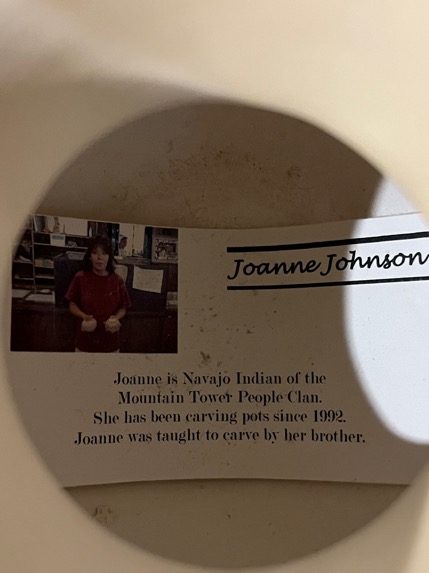 Joanne Johnson
Joanne is Navajo Indian of the
Mountain Tower People Clan.
She has been carving pots since 1992.
Joanne was taught to carve by her brother.